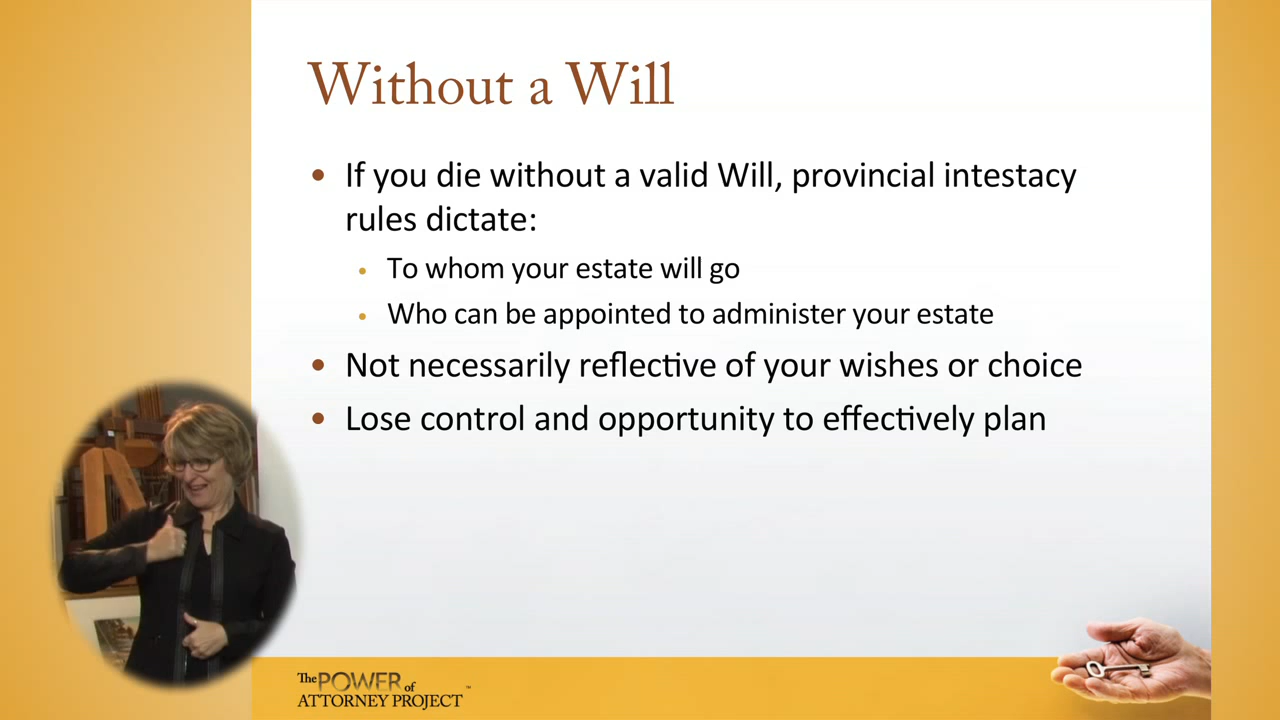 Without a Will
• If you die without a valid Will, provincial intestacy
rules dictate:
• To whom your estate will go
• Who can be appointed to administer your estate
• Not necessarily reflective of your wishes or choice
• Lose control and opportunity to effectively plan
The POWER of
ATTORNEY PROJECT™